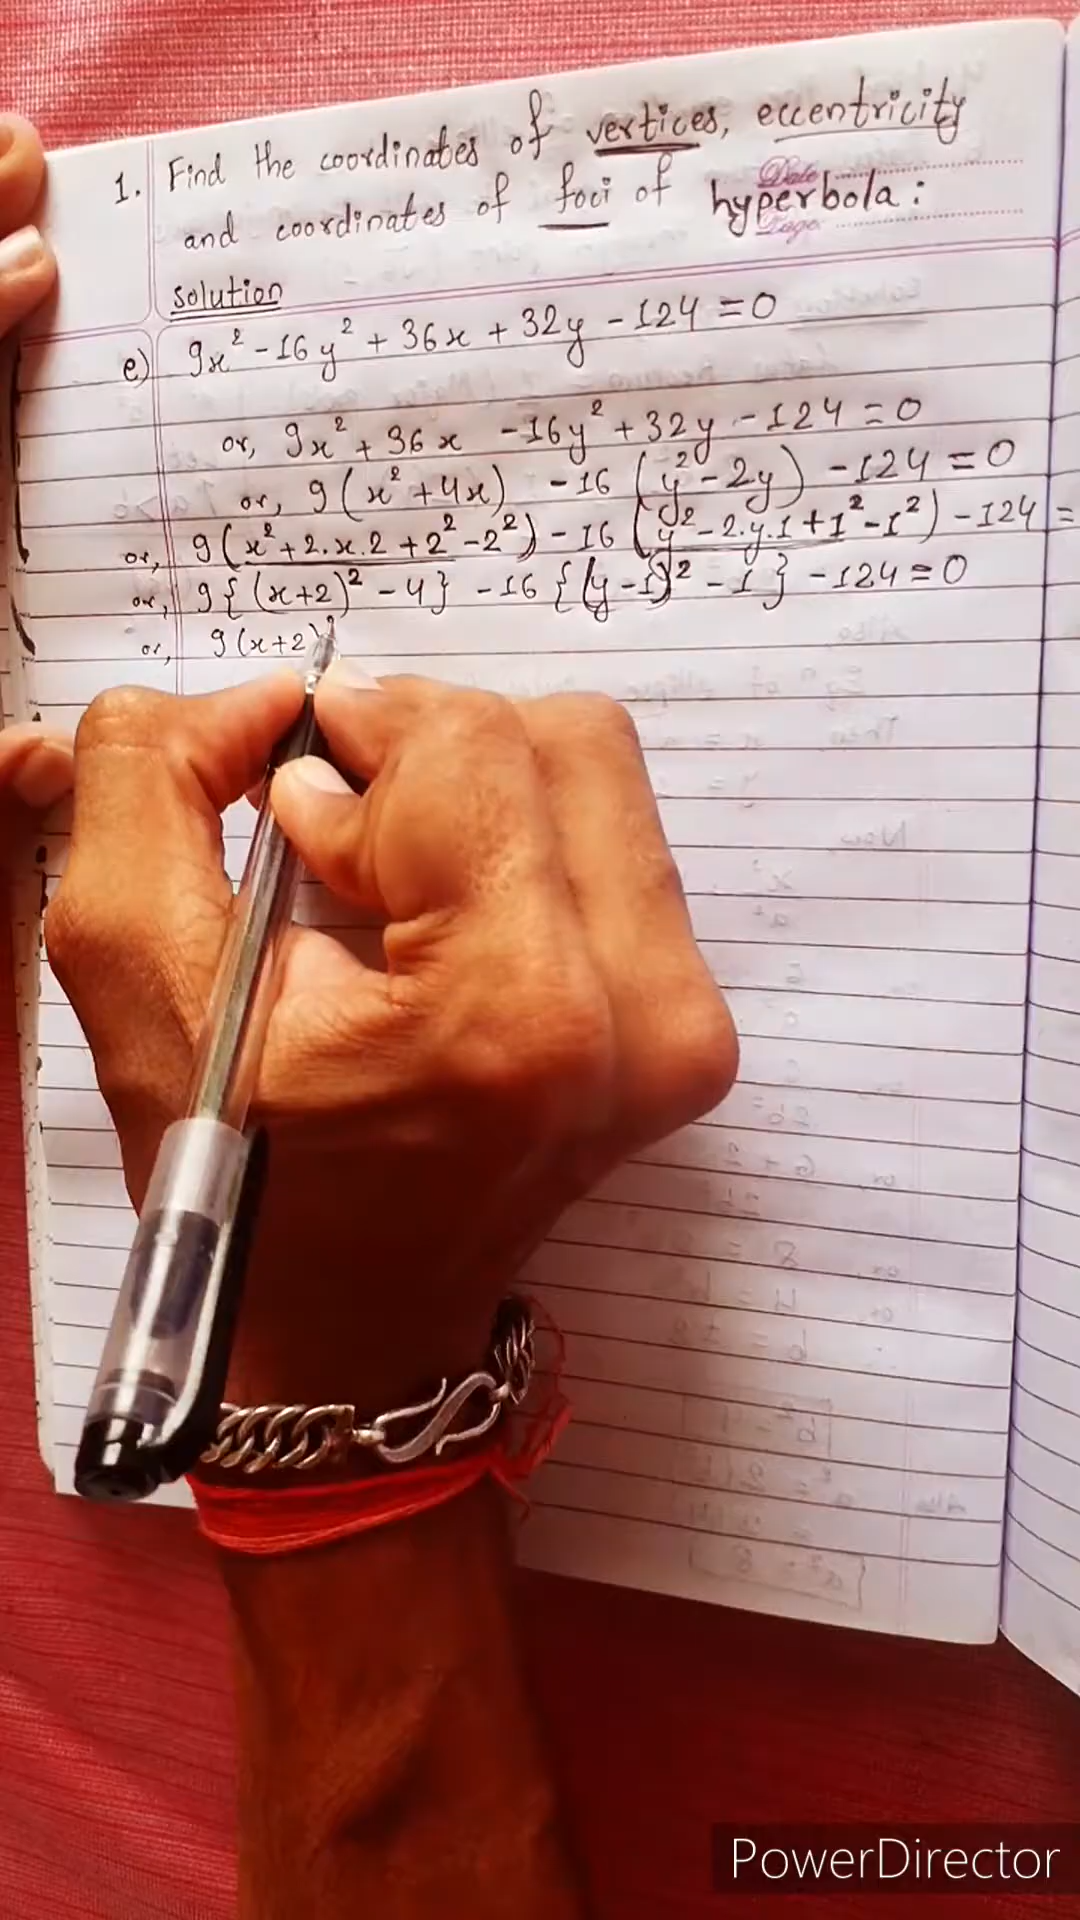 1. Find the coordinates of vertices, eccentricity
and coordinates of foci of hyperbola:
Date
Page
solution
e) 9x² - 16y² + 36x + 32y - 124 = 0
or, 9x² + 36x - 16y² + 32y - 124 = 0
or, 9(x² + 4x) - 16(y² - 2y) - 124 = 0
or, 9(x² + 2.x.2 + 2² - 2²) - 16(y² - 2.y.1 + 1² - 1²) - 124 =
or, 9{(x+2)² - 4} - 16{(y-1)² - 1} - 124 = 0
or, 9(x+2)
PowerDirector